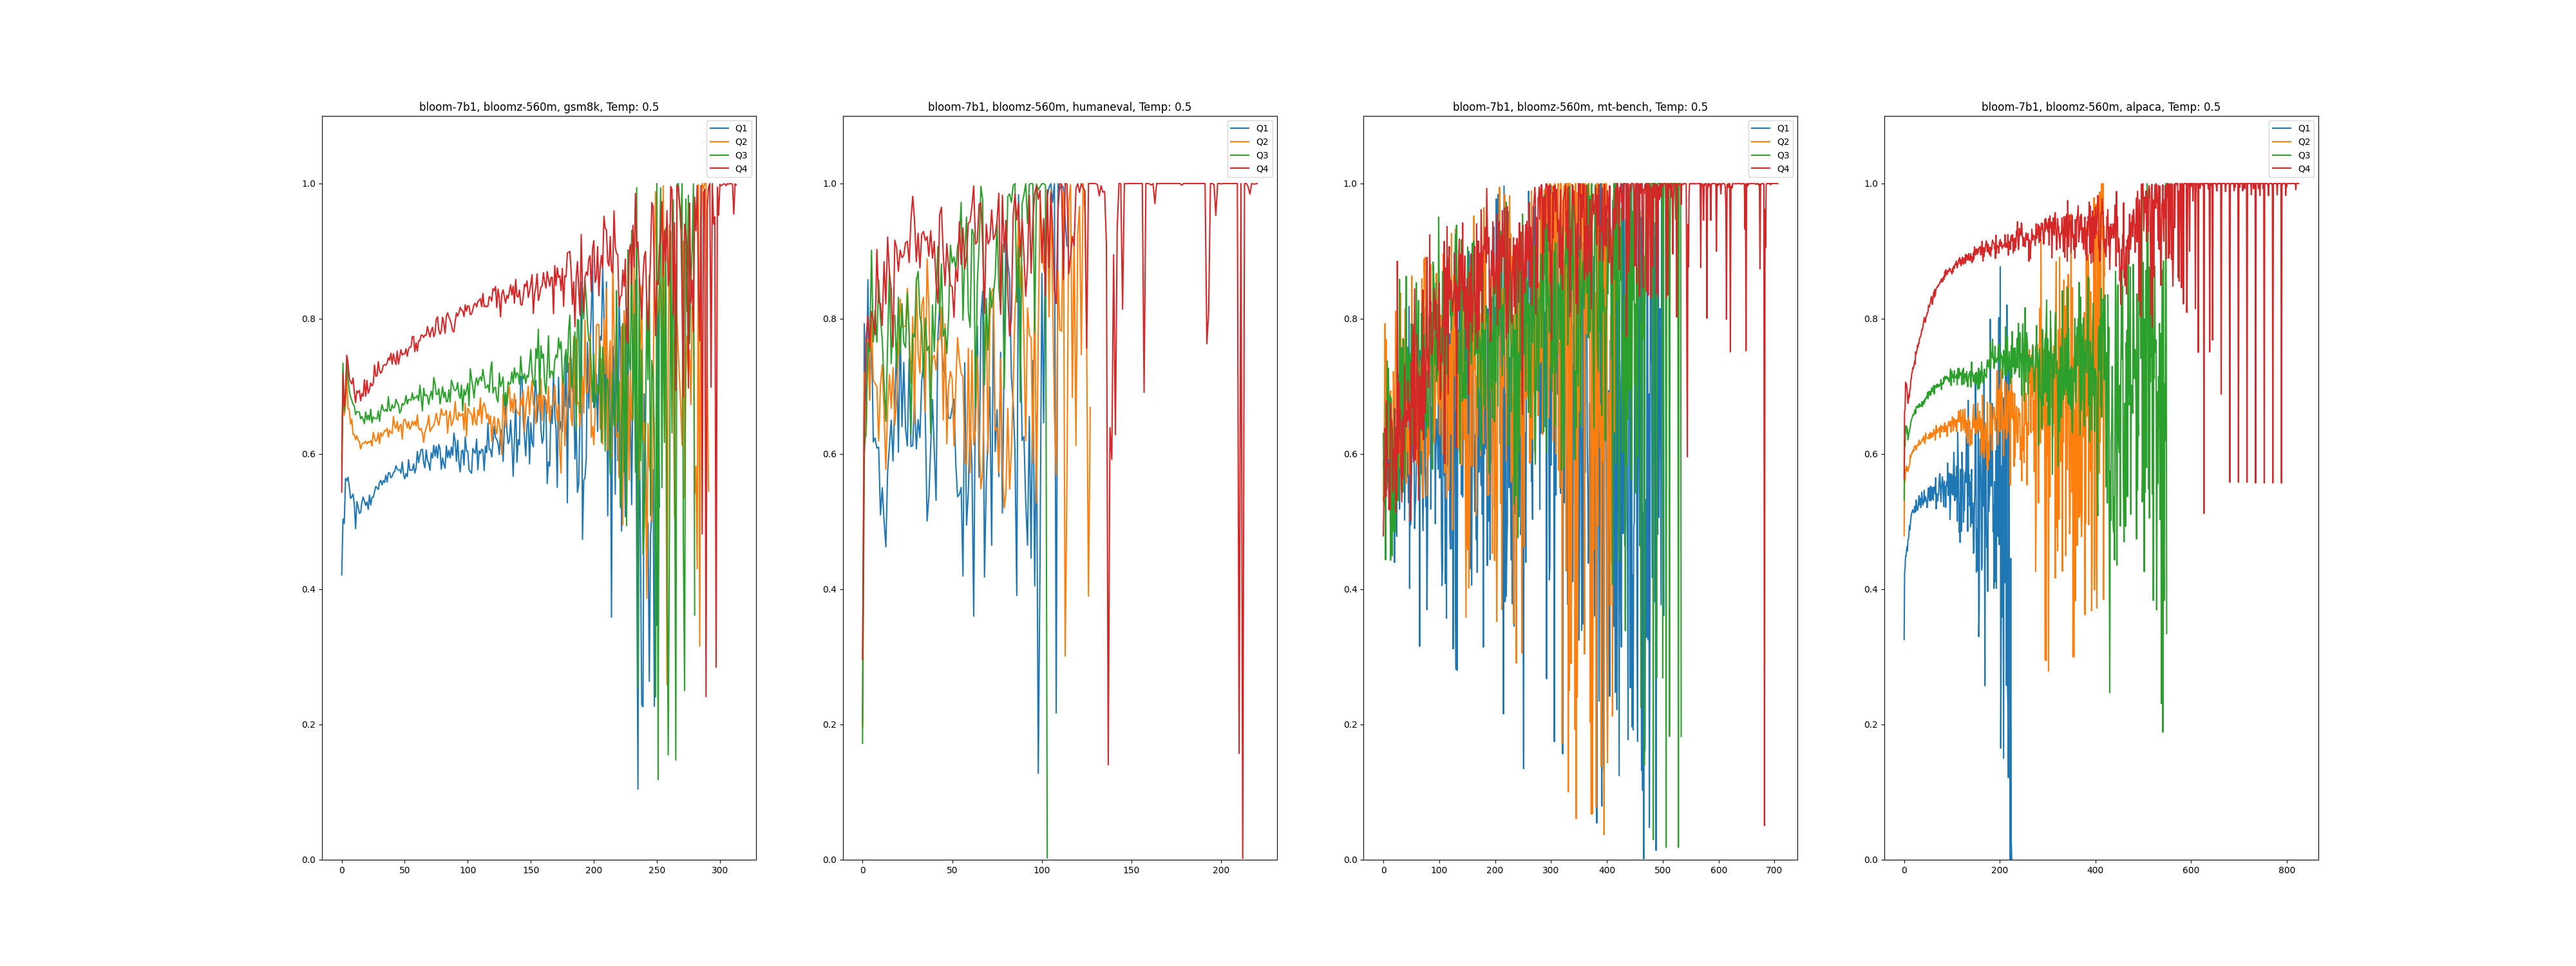 bloom-7b1, bloomz-560m, gsm8k, Temp: 0.5
Q1
Q2
Q3
Q4
1.0
0.8
0.6
0.4
0.2
0.0
0 50 100 150 200 250 300
bloom-7b1, bloomz-560m, humaneval, Temp: 0.5
Q1
Q2
Q3
Q4
1.0
0.8
0.6
0.4
0.2
0.0
0 50 100 150 200
bloom-7b1, bloomz-560m, mt-bench, Temp: 0.5
Q1
Q2
Q3
Q4
1.0
0.8
0.6
0.4
0.2
0.0
0 100 200 300 400 500 600 700
bloom-7b1, bloomz-560m, alpaca, Temp: 0.5
Q1
Q2
Q3
Q4
1.0
0.8
0.6
0.4
0.2
0.0
0 200 400 600 800